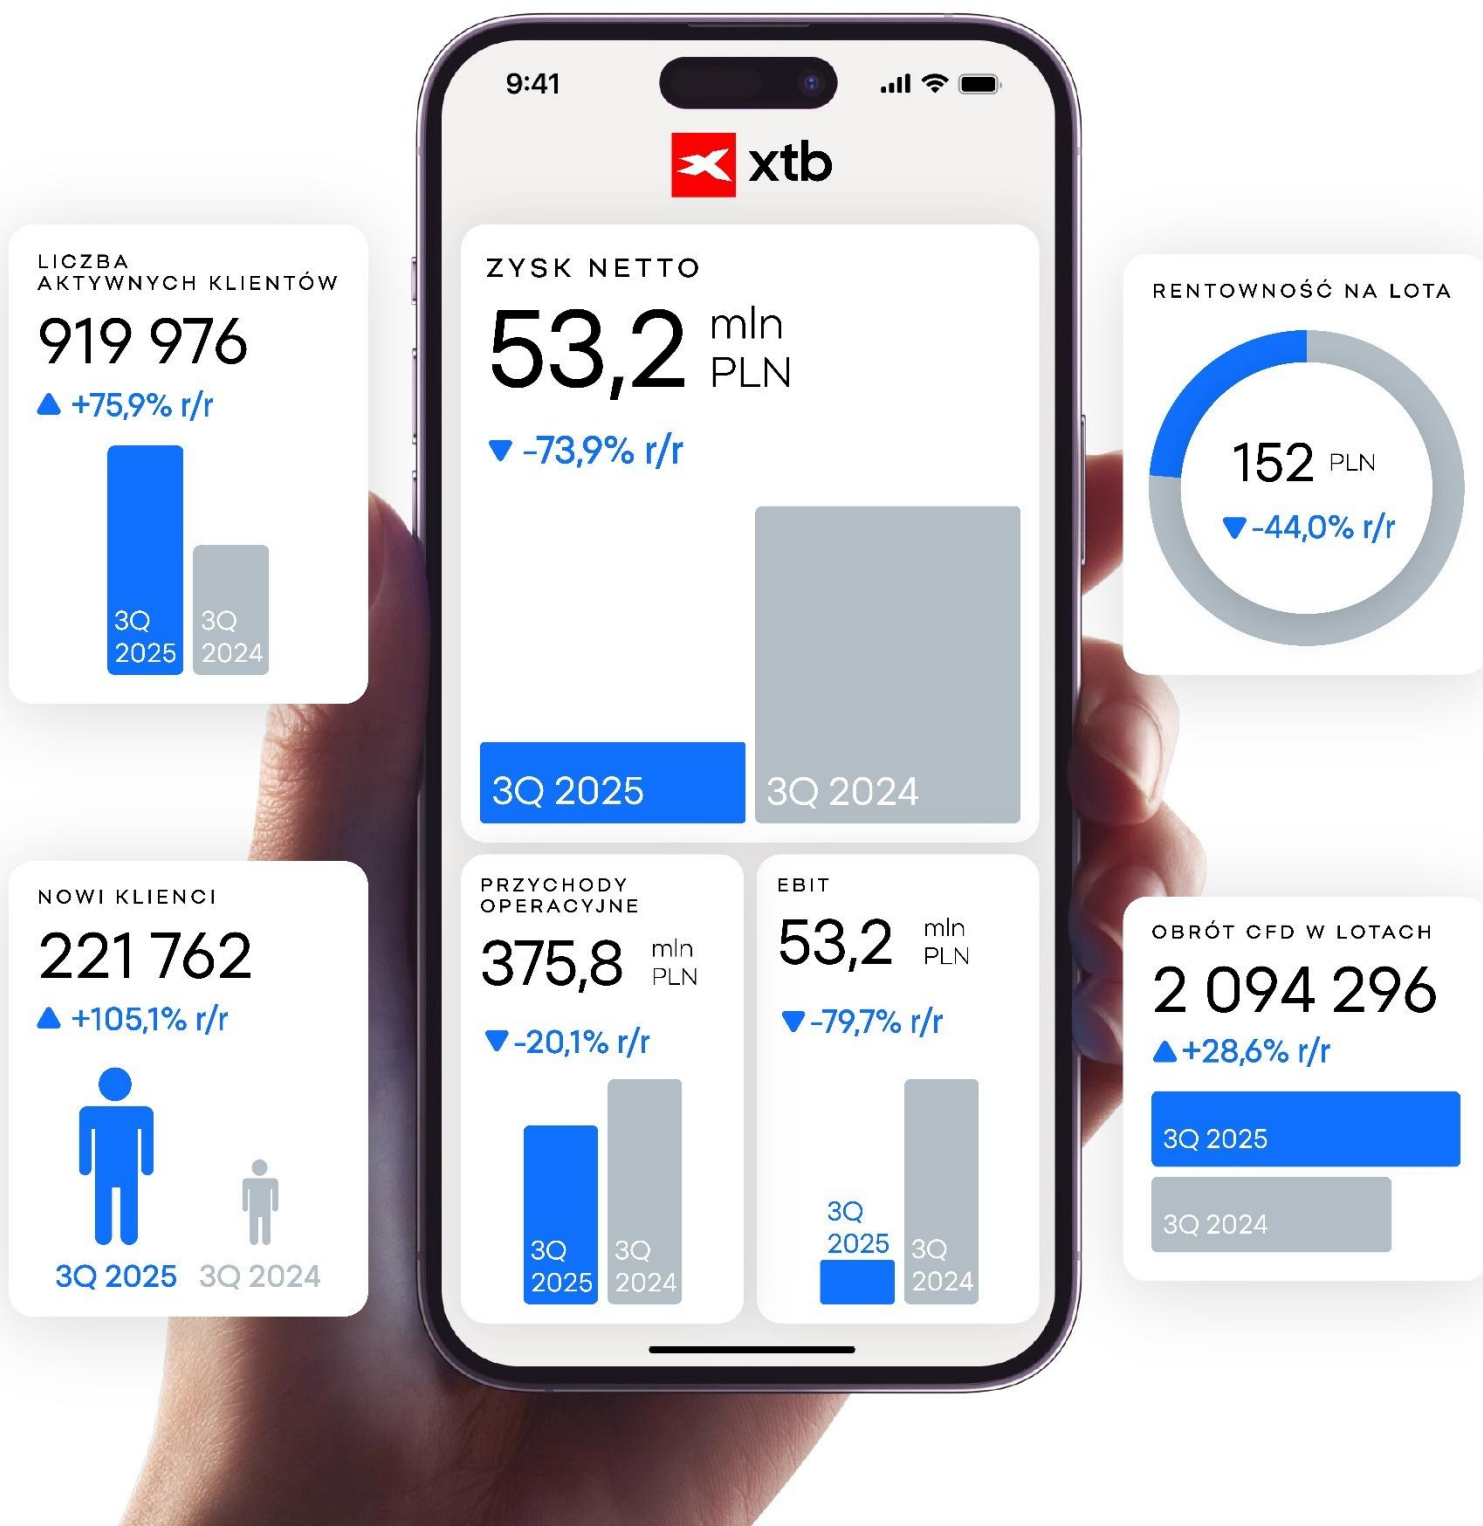 9:41
xtb
LICZBA
AKTYWNYCH KLIENTÓW
919 976
+75,9% r/r
3Q
2025
3Q
2024
ZYSK NETTO
53,2 mln
PLN
-73,9% r/r
3Q 2025
3Q 2024
RENTOWNOŚĆ NA LOTA
152 PLN
-44,0% r/r
NOWI KLIENCI
221 762
+105,1% r/r
3Q 2025
3Q 2024
PRZYCHODY
OPERACYJNE
375,8 mln
PLN
-20,1% r/r
3Q
2025
3Q
2024
EBIT
53,2 mln
PLN
-79,7% r/r
3Q
2025
3Q
2024
OBRÓT CFD W LOTACH
2 094 296
+28,6% r/r
3Q 2025
3Q 2024